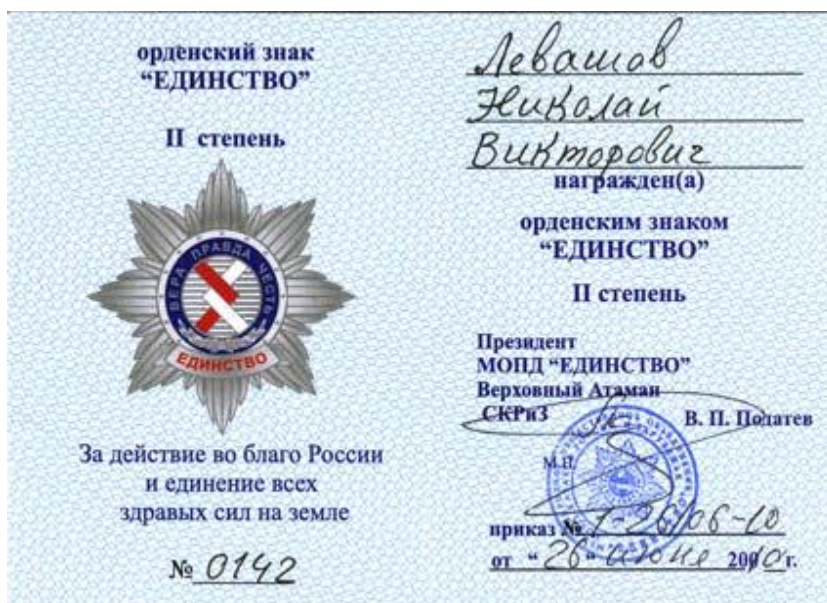 орденский знак
“ЕДИНСТВО”
II степень
ВЕРА ПРАВДА ЧЕСТЬ
ЕДИНСТВО
За действие во благо России
и единение всех
здравых сил на земле
№ 0142
Левашов
Николай
Викторович
награжден(а)
орденским знаком
“ЕДИНСТВО”
II степень
Президент
МОПД “ЕДИНСТВО”
Верховный Атаман
СКРиЗ В. П. Податев
М.П.
приказ № 1-26/06-10
от “ 26 “ июня 2010 г.